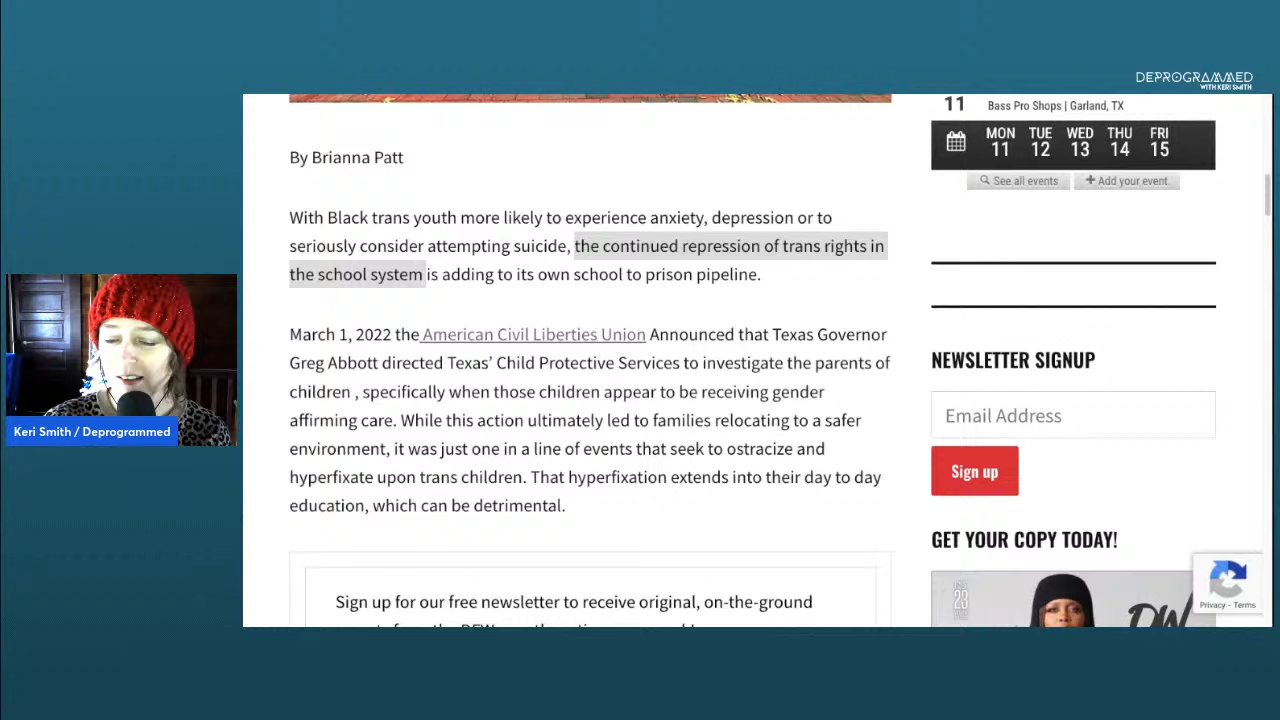 DEPROGRAMMED
WITH KERI SMITH
11
Bass Pro Shops | Garland, TX
MON TUE WED THU FRI
11 12 13 14 15
See all events
Add your event
By Brianna Patt
With Black trans youth more likely to experience anxiety, depression or to
seriously consider attempting suicide, the continued repression of trans rights in
the school system is adding to its own school to prison pipeline.
March 1, 2022 the American Civil Liberties Union Announced that Texas Governor
Greg Abbott directed Texas’ Child Protective Services to investigate the parents of
children , specifically when those children appear to be receiving gender
affirming care. While this action ultimately led to families relocating to a safer
environment, it was just one in a line of events that seek to ostracize and
hyperfixate upon trans children. That hyperfixation extends into their day to day
education, which can be detrimental.
Sign up for our free newsletter to receive original, on-the-ground
NEWSLETTER SIGNUP
Email Address
Sign up
GET YOUR COPY TODAY!
23
DW
Privacy - Terms
Keri Smith / Deprogrammed